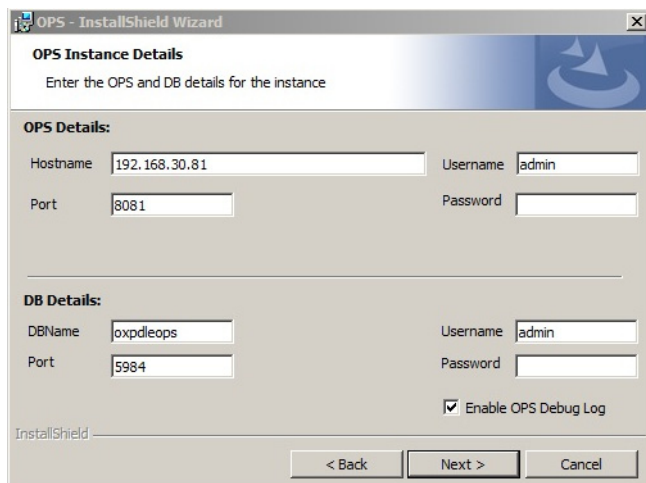 OPS - InstallShield Wizard
OPS Instance Details
Enter the OPS and DB details for the instance
OPS Details:
Hostname 192.168.30.81 Username admin
Port 8081 Password
DB Details:
DBName oxpdleops Username admin
Port 5984 Password
Enable OPS Debug Log
InstallShield
< Back Next > Cancel